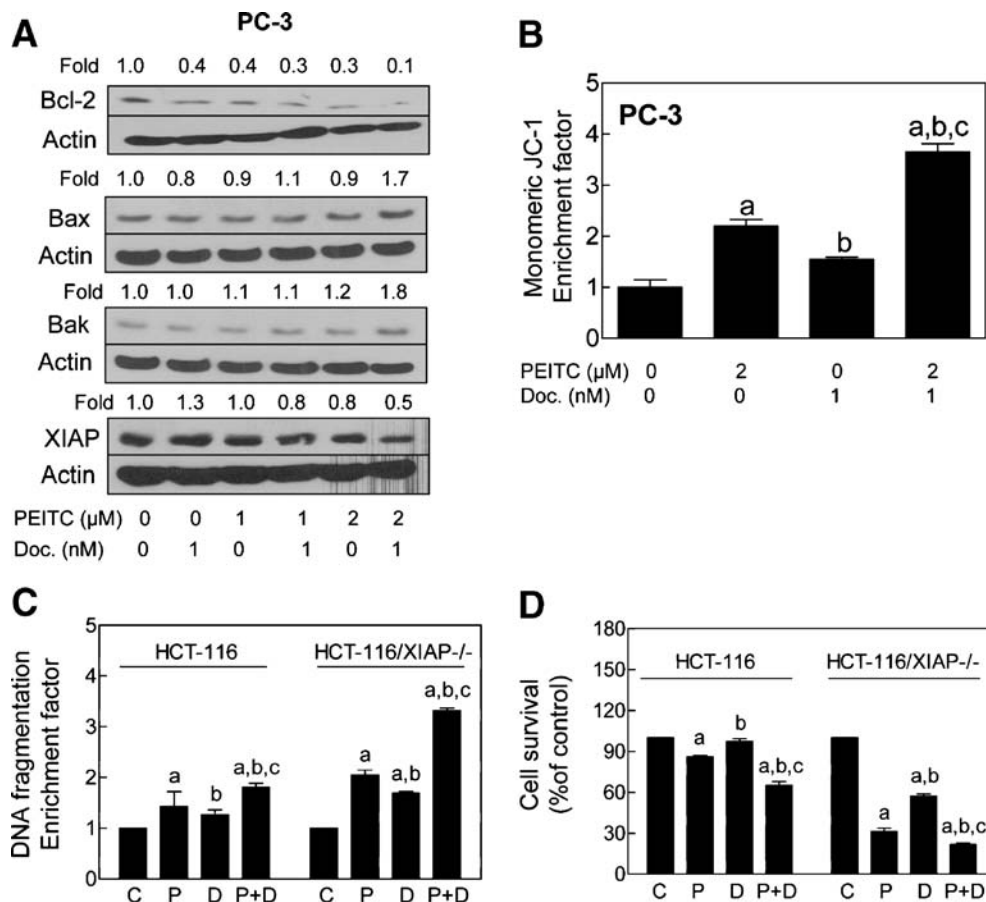 A
PC-3
Fold 1.0 0.4 0.4 0.3 0.3 0.1
Bcl-2
Actin
Fold 1.0 0.8 0.9 1.1 0.9 1.7
Bax
Actin
Fold 1.0 1.0 1.1 1.1 1.2 1.8
Bak
Actin
Fold 1.0 1.3 1.0 0.8 0.8 0.5
XIAP
Actin
PEITC (µM) 0 0 1 1 2 2
Doc. (nM) 0 1 0 1 0 1
B
PC-3
Monomeric JC-1
Enrichment factor
5
4
3
2
1
0
a
b
a,b,c
PEITC (µM) 0 2 0 2
Doc. (nM) 0 0 1 1
C
DNA fragmentation
Enrichment factor
5
4
3
2
1
0
HCT-116
HCT-116/XIAP-/-
a
b
a,b,c
a
a,b
a,b,c
C P D P+D C P D P+D
D
Cell survival
(%of control)
180
150
120
90
60
30
0
HCT-116
HCT-116/XIAP-/-
a
b
a,b,c
a
a,b
a,b,c
C P D P+D C P D P+D